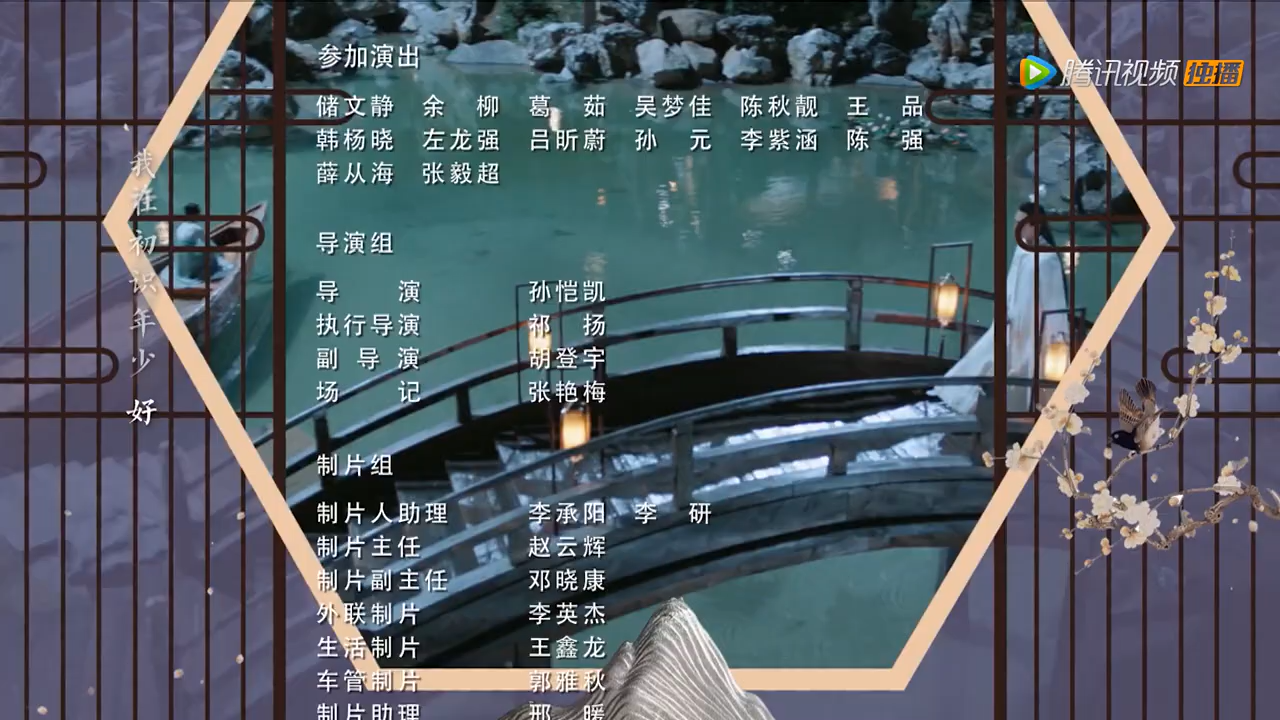 腾讯视频 独播
参加演出
储文静 余 柳 葛 茹 吴梦佳 陈秋靓 王 品
韩杨晓 左龙强 吕昕蔚 孙 元 李紫涵 陈 强
薛从海 张毅超
导演组
导 演 孙恺凯
执行导演 祁 扬
副 导 演 胡登宇
场 记 张艳梅
制片组
制片人助理 李承阳 李 研
制片主任 赵云辉
制片副主任 邓晓康
外联制片 李英杰
生活制片 王鑫龙
车管制片 郭雅秋
制片助理 邢 暖
我在初识年少好